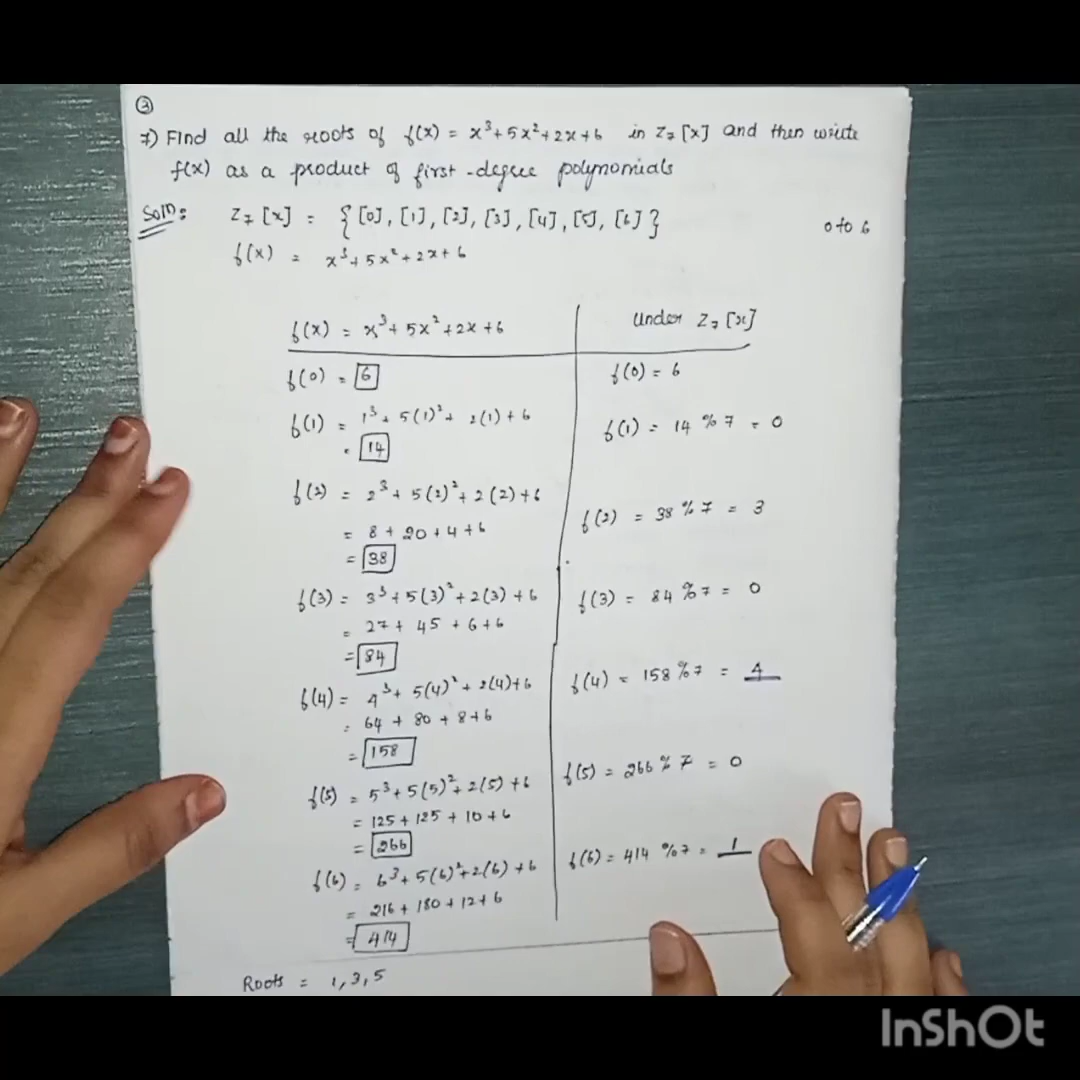 ③
7) Find all the roots of f(x) = x³+5x²+2x+6 in Z₇[x] and then write
f(x) as a product of first-degree polynomials
Soln:
Z₇[x] = {[0], [1], [2], [3], [4], [5], [6]}
0 to 6
f(x) = x³+5x²+2x+6
f(x) = x³+5x²+2x+6
Under Z₇[x]
f(0) = 6
f(0) = 6
f(1) = 1³+5(1)²+2(1)+6
= 14
f(1) = 14 % 7 = 0
f(2) = 2³+5(2)²+2(2)+6
= 8+20+4+6
= 38
f(2) = 38 % 7 = 3
f(3) = 3³+5(3)²+2(3)+6
= 27+45+6+6
= 84
f(3) = 84 % 7 = 0
f(4) = 4³+5(4)²+2(4)+6
= 64+80+8+6
= 158
f(4) = 158 % 7 = 4
f(5) = 5³+5(5)²+2(5)+6
= 125+125+10+6
= 266
f(5) = 266 % 7 = 0
f(6) = 6³+5(6)²+2(6)+6
= 216+180+12+6
= 414
f(6) = 414 % 7 = 1
Roots = 1,3,5
InShOt